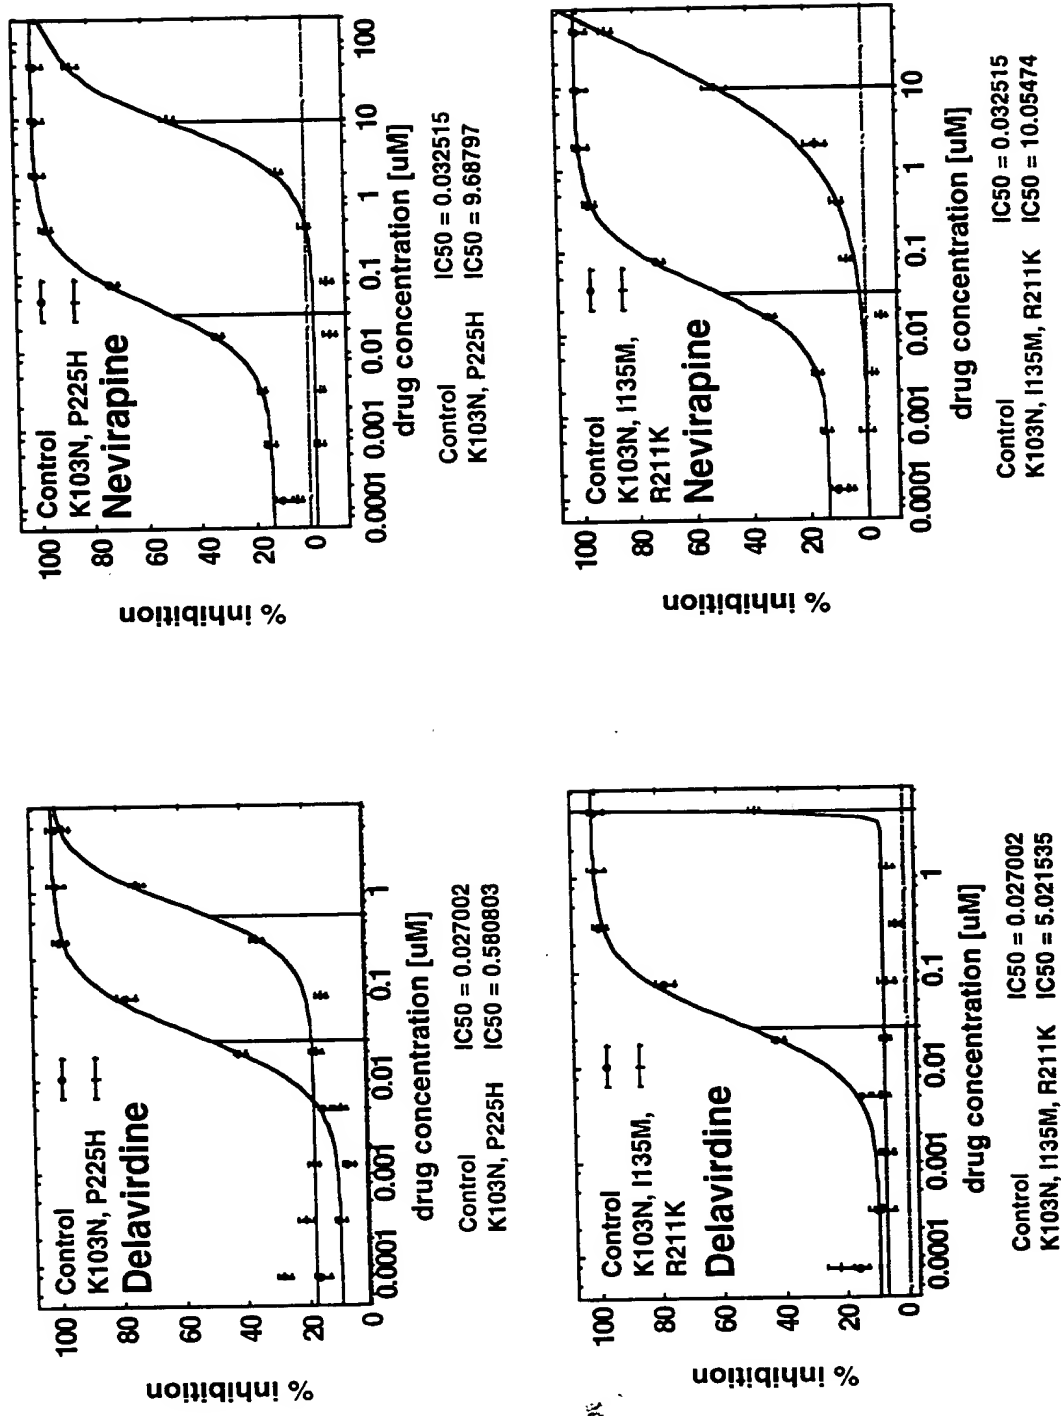 Control
K103N, P225H
Delavirdine
% inhibition
100
80
60
40
20
0
0.0001 0.001 0.01 0.1 1
drug concentration [uM]
Control IC50 = 0.027002
K103N, P225H IC50 = 0.580803
Control
K103N, P225H
Nevirapine
% inhibition
100
80
60
40
20
0
0.0001 0.001 0.01 0.1 1 10 100
drug concentration [uM]
Control IC50 = 0.032515
K103N, P225H IC50 = 9.68797
Control
K103N, I135M,
R211K
Delavirdine
% inhibition
100
80
60
40
20
0
0.0001 0.001 0.01 0.1 1
drug concentration [uM]
Control IC50 = 0.027002
K103N, I135M, R211K IC50 = 5.021535
Control
K103N, I135M,
R211K
Nevirapine
% inhibition
100
80
60
40
20
0
0.0001 0.001 0.01 0.1 1 10
drug concentration [uM]
Control IC50 = 0.032515
K103N, I135M, R211K IC50 = 10.05474